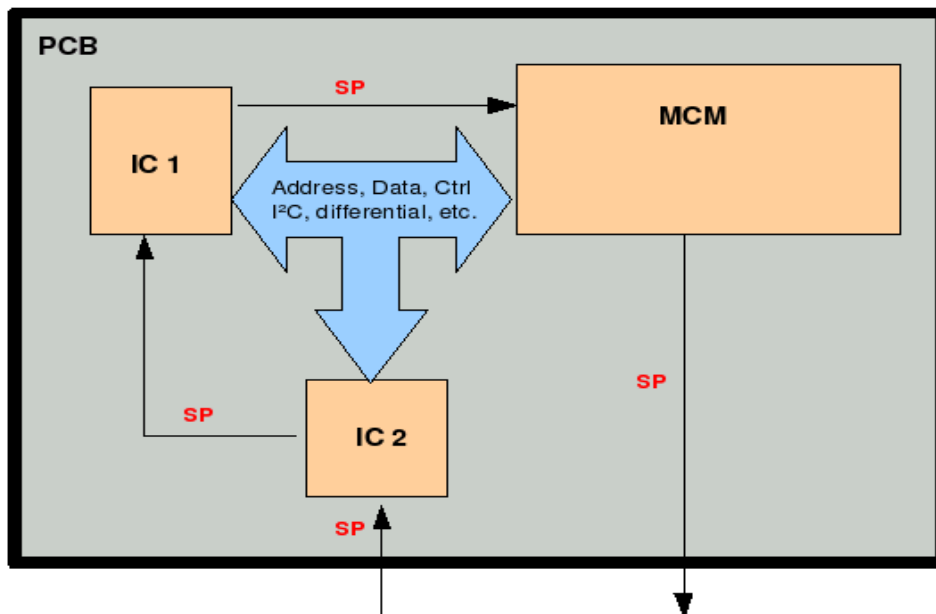 PCB
SP
MCM
IC 1
Address, Data, Ctrl
I²C, differential, etc.
SP
SP
IC 2
SP